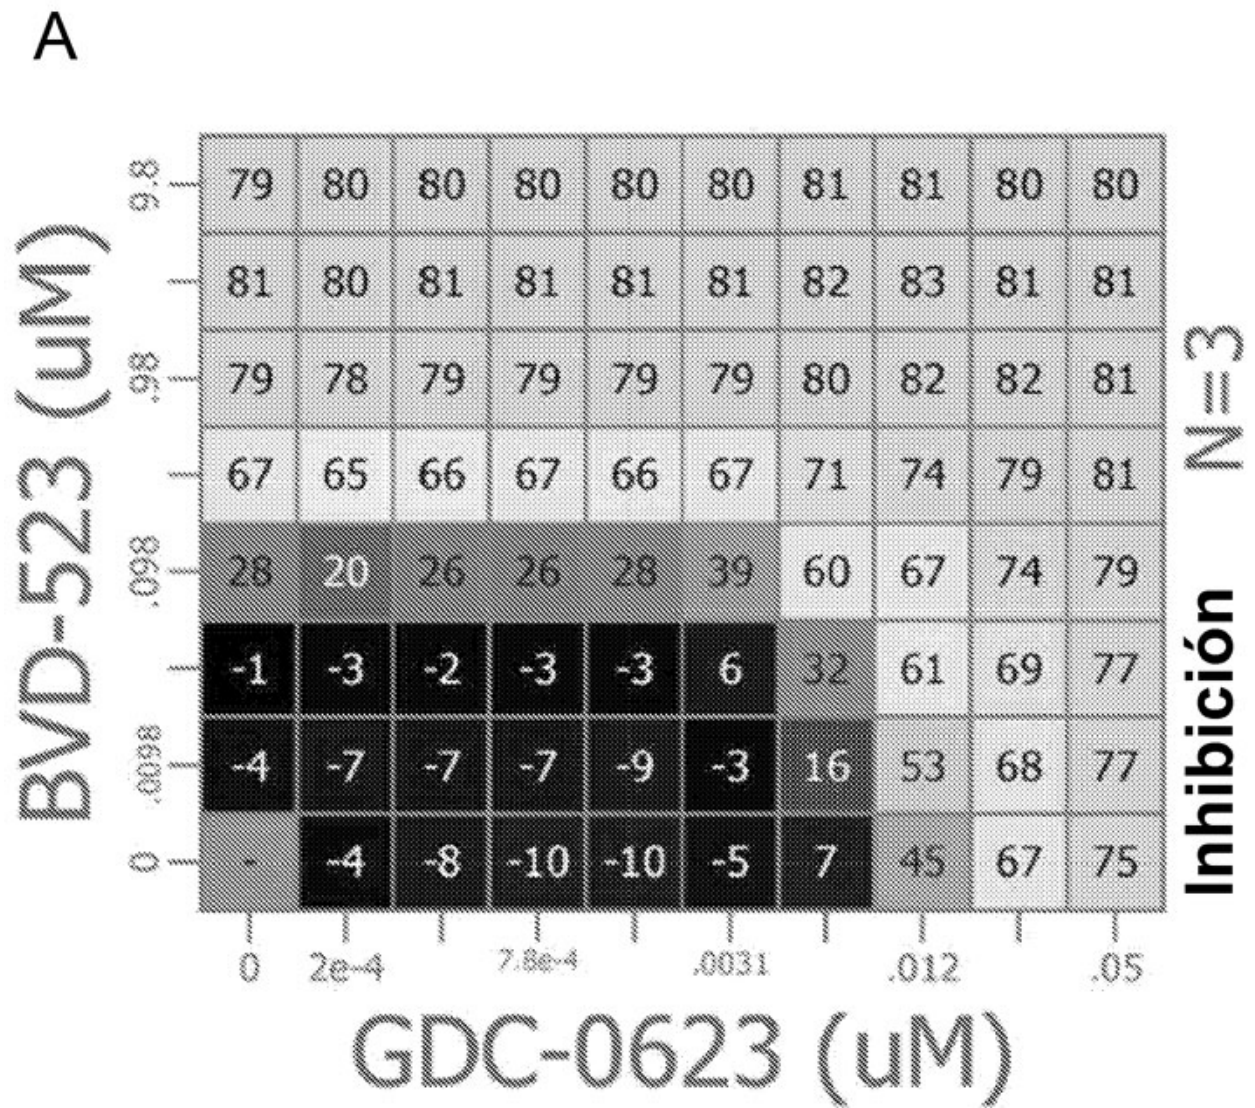 A
BVD-523 (uM)
9.8 79 80 80 80 80 80 81 81 80 80
81 80 81 81 81 81 82 83 81 81
.98 79 78 79 79 79 79 80 82 82 81
67 65 66 67 66 67 71 74 79 81
.098 28 20 26 26 28 39 60 67 74 79
-1 -3 -2 -3 -3 6 32 61 69 77
.0098 -4 -7 -7 -7 -9 -3 16 53 68 77
0 - -4 -8 -10 -10 -5 7 45 67 75
0 2e-4 7.8e-4 .0031 .012 .05
GDC-0623 (uM)
Inhibición N=3